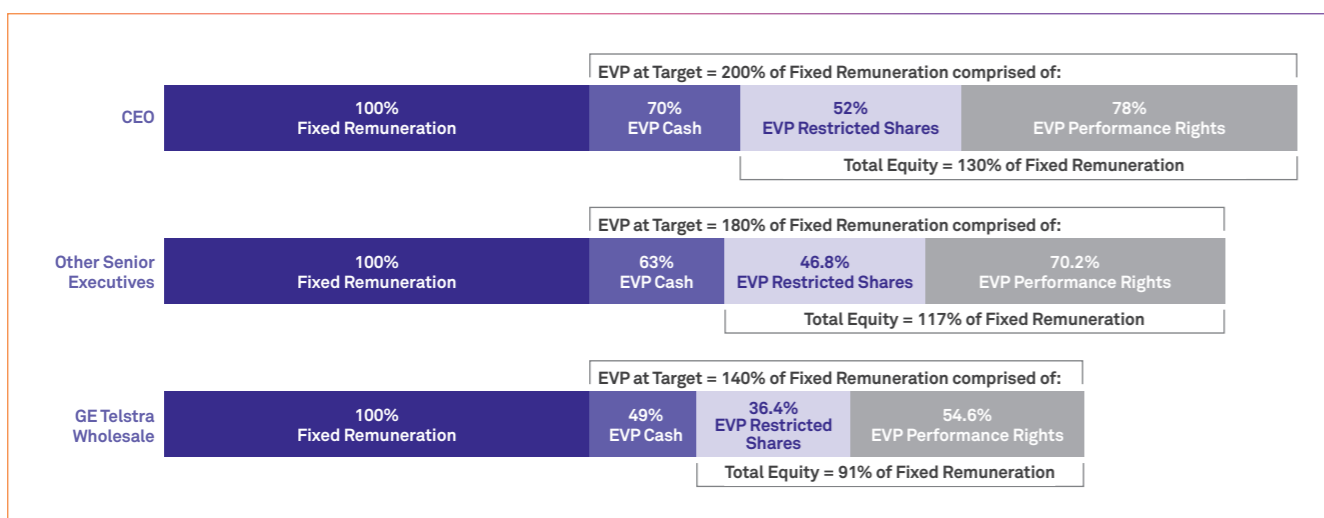 EVP at Target = 200% of Fixed Remuneration comprised of:
CEO
100%
Fixed Remuneration
70%
EVP Cash
52%
EVP Restricted Shares
78%
EVP Performance Rights
Total Equity = 130% of Fixed Remuneration
EVP at Target = 180% of Fixed Remuneration comprised of:
Other Senior
Executives
100%
Fixed Remuneration
63%
EVP Cash
46.8%
EVP Restricted Shares
70.2%
EVP Performance Rights
Total Equity = 117% of Fixed Remuneration
EVP at Target = 140% of Fixed Remuneration comprised of:
GE Telstra
Wholesale
100%
Fixed Remuneration
49%
EVP Cash
36.4%
EVP Restricted
Shares
54.6%
EVP Performance Rights
Total Equity = 91% of Fixed Remuneration